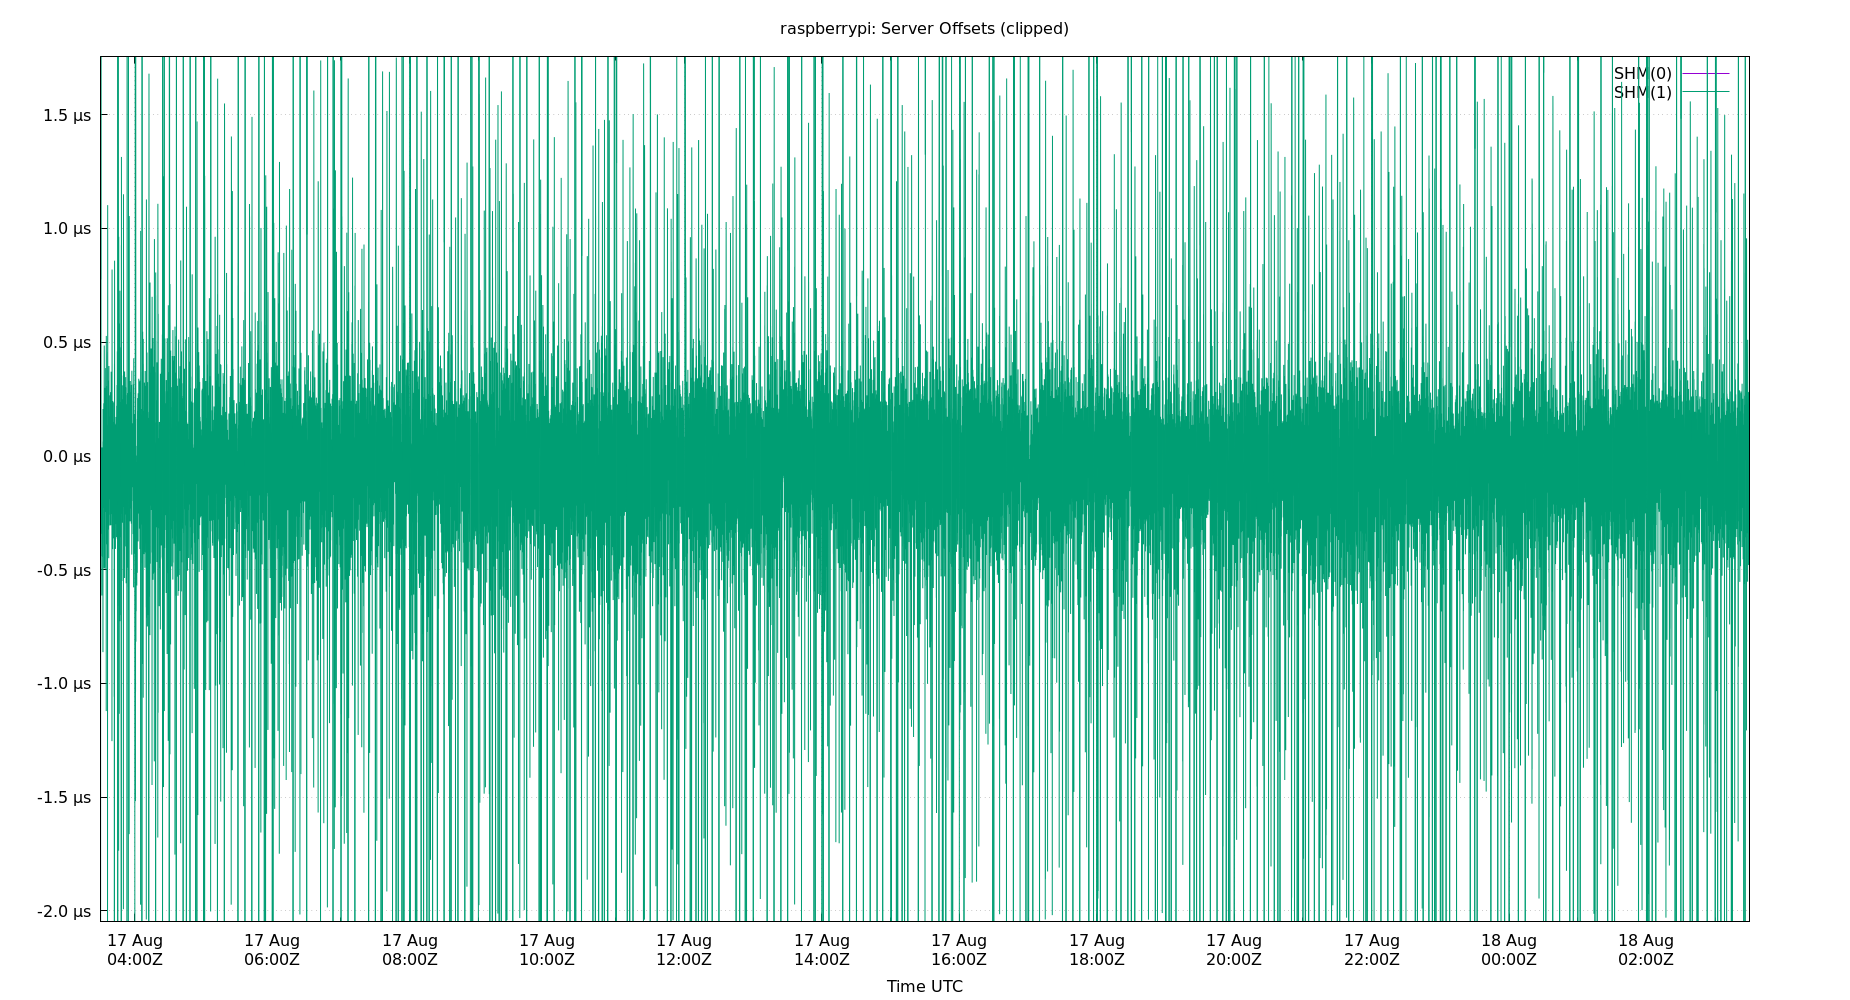 raspberrypi: Server Offsets (clipped)
SHM(0)
SHM(1)
1.5 µs
1.0 µs
0.5 µs
0.0 µs
-0.5 µs
-1.0 µs
-1.5 µs
-2.0 µs
17 Aug 17 Aug 17 Aug 17 Aug 17 Aug 17 Aug 17 Aug 17 Aug 17 Aug 17 Aug 18 Aug 18 Aug
04:00Z 06:00Z 08:00Z 10:00Z 12:00Z 14:00Z 16:00Z 18:00Z 20:00Z 22:00Z 00:00Z 02:00Z
Time UTC